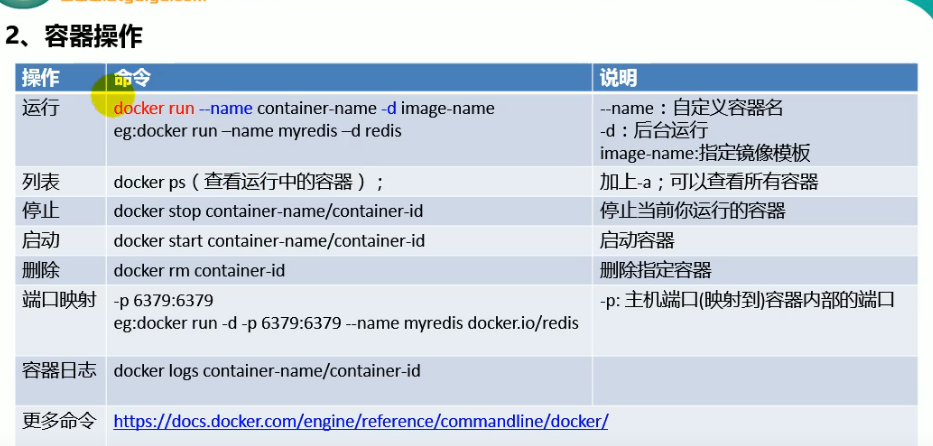 2、容器操作
操作 命令 说明
运行 docker run --name container-name -d image-name --name：自定义容器名
eg:docker run –name myredis –d redis -d：后台运行
image-name:指定镜像模板
列表 docker ps（查看运行中的容器）； 加上-a；可以查看所有容器
停止 docker stop container-name/container-id 停止当前你运行的容器
启动 docker start container-name/container-id 启动容器
删除 docker rm container-id 删除指定容器
端口映射 -p 6379:6379 -p: 主机端口(映射到)容器内部的端口
eg:docker run -d -p 6379:6379 --name myredis docker.io/redis
容器日志 docker logs container-name/container-id
更多命令 https://docs.docker.com/engine/reference/commandline/docker/